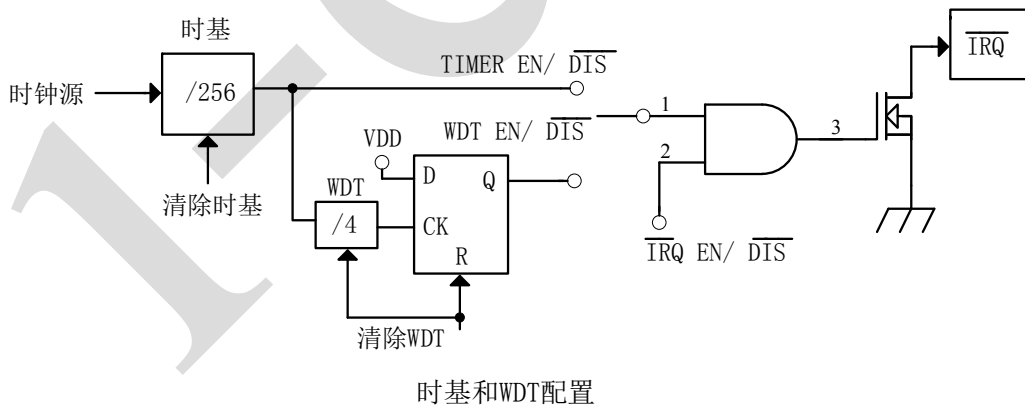 时基
TIMER EN/ DIS
IRQ
时钟源
/256
1
3
WDT EN/ DIS
VDD
2
D
Q
清除时基
WDT
/4
CK
IRQ EN/ DIS
R
清除WDT
时基和WDT配置